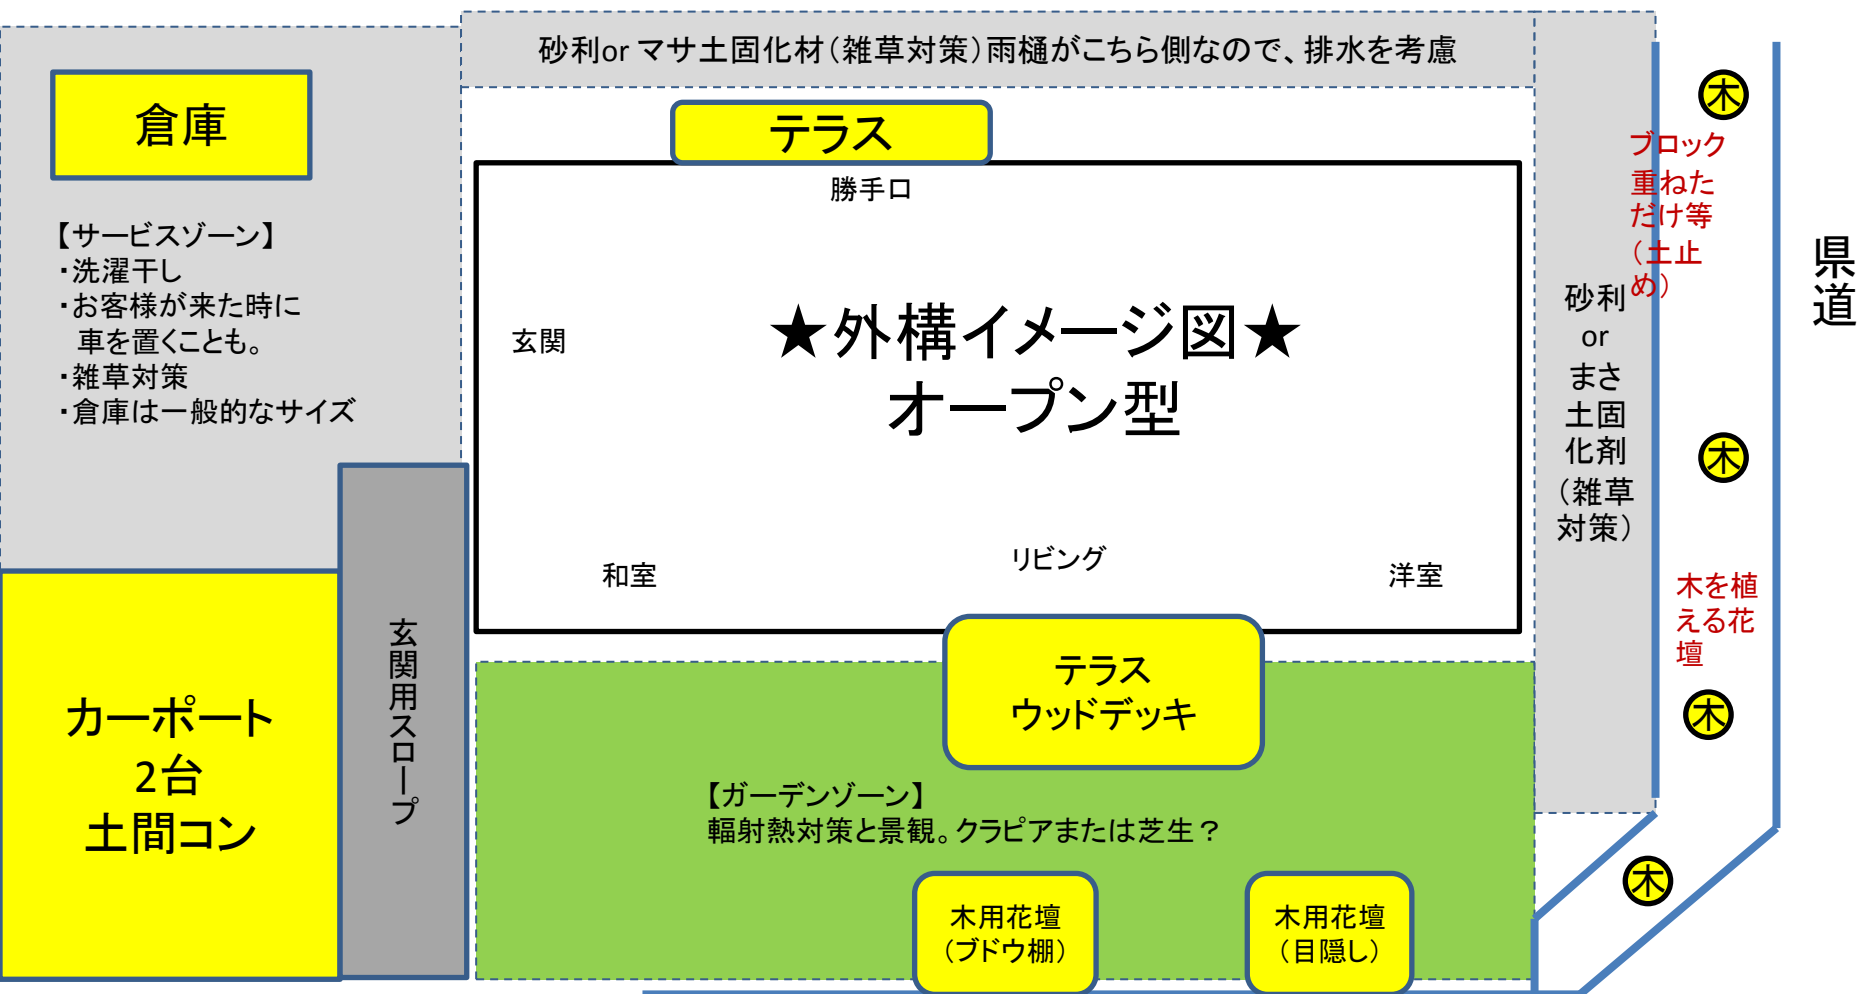 砂利or マサ土固化材（雑草対策）雨樋がこちら側なので、排水を考慮
倉庫
テラス
勝手口
【サービスゾーン】
・洗濯干し
・お客様が来た時に
車を置くことも。
・雑草対策
・倉庫は一般的なサイズ
玄関
★外構イメージ図★
オープン型
和室
リビング
洋室
砂利
or
まさ
土固
化剤
（雑草
対策）
木
ブロック
重ねた
だけ等
（土止
め）
県道
木
木を植
える花
壇
木
木
カーポート
2台
土間コン
玄関用スロープ
テラス
ウッドデッキ
【ガーデンゾーン】
輻射熱対策と景観。クラピアまたは芝生？
木用花壇
（ブドウ棚）
木用花壇
（目隠し）